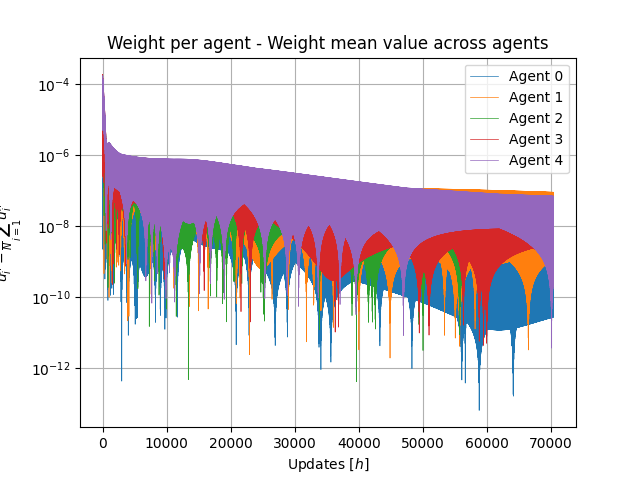 Weight per agent - Weight mean value across agents
Agent 0
Agent 1
Agent 2
Agent 3
Agent 4
10⁻⁴
10⁻⁶
10⁻⁸
10⁻¹⁰
10⁻¹²
0 10000 20000 30000 40000 50000 60000 70000
Updates [h]